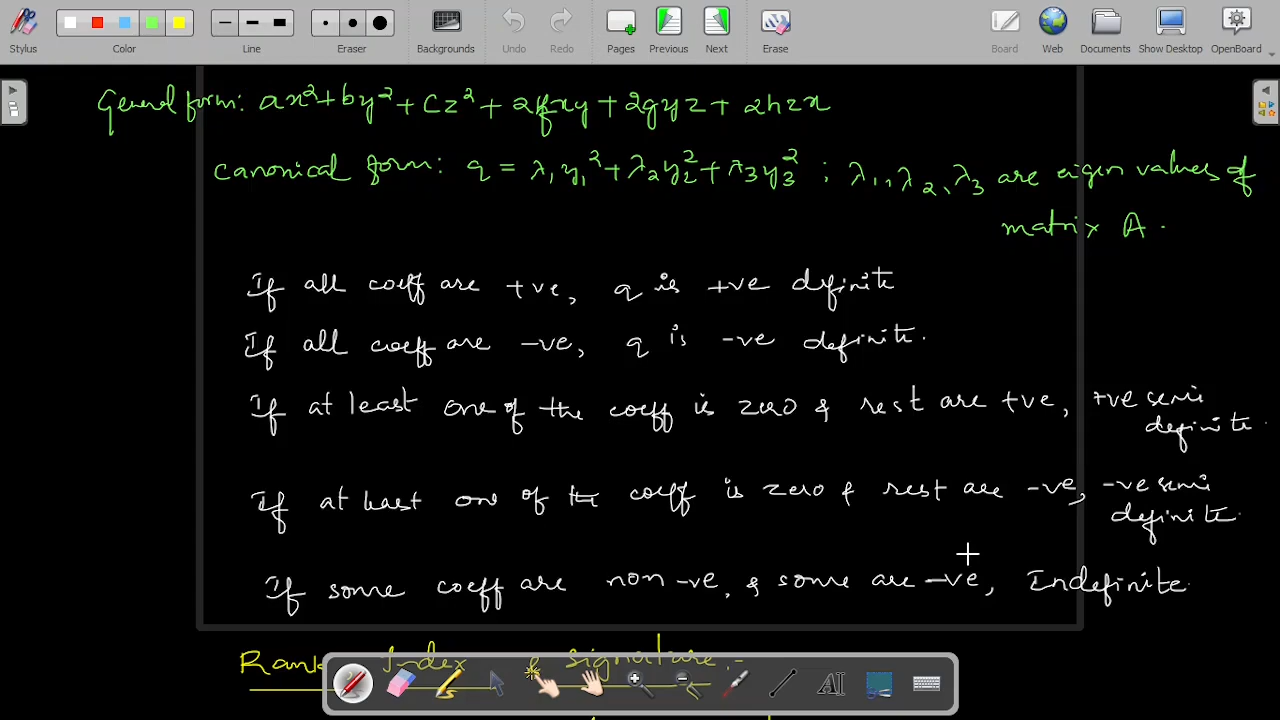 Stylus Color Line Eraser Backgrounds Undo Redo Pages Previous Next Erase Board Web Documents Show Desktop OpenBoard
General form: ax²+by²+cz²+2fxy+2gyz+2hzx
Canonical form: q = λ₁y₁²+λ₂y₂²+λ₃y₃² ; λ₁, λ₂, λ₃ are eigen values of
matrix A.
If all coeff are +ve, q is +ve definite
If all coeff are -ve, q is -ve definite.
If at least one of the coeff is zero & rest are +ve, +ve semi
definite.
If at least one of the coeff is zero & rest are -ve, -ve semi
definite.
If some coeff are non -ve, & some are -ve, Indefinite.
Rank, Index & signature:-